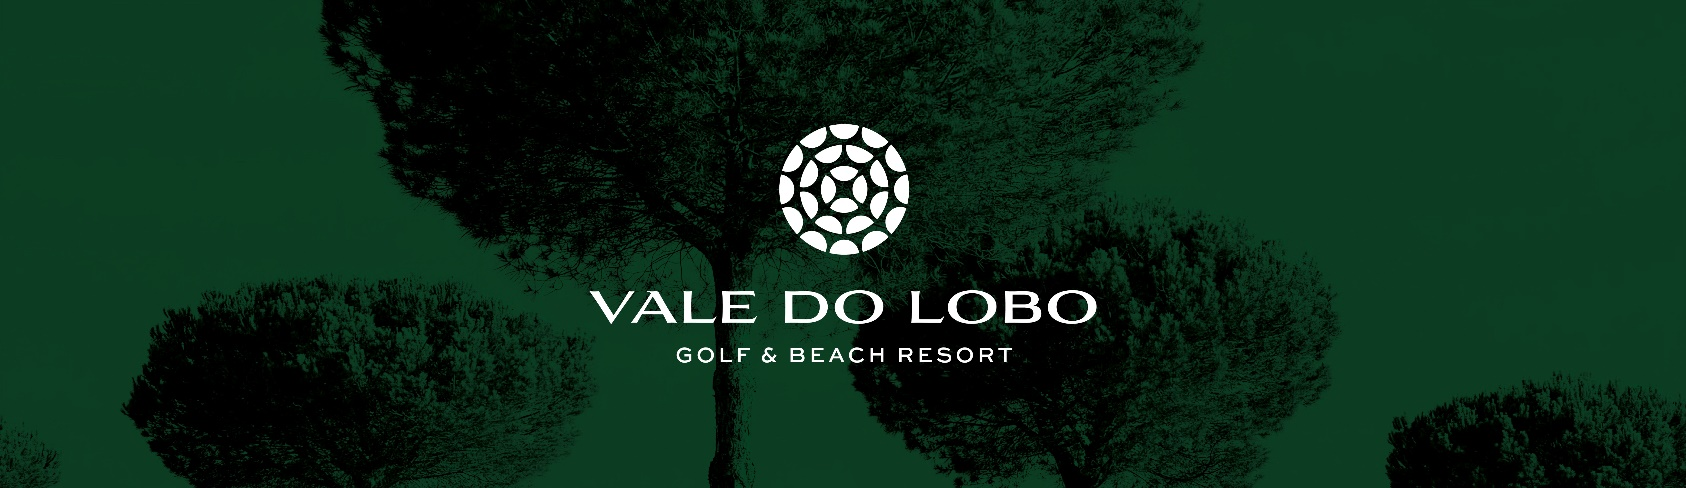 VALE DO LOBO
GOLF & BEACH RESORT